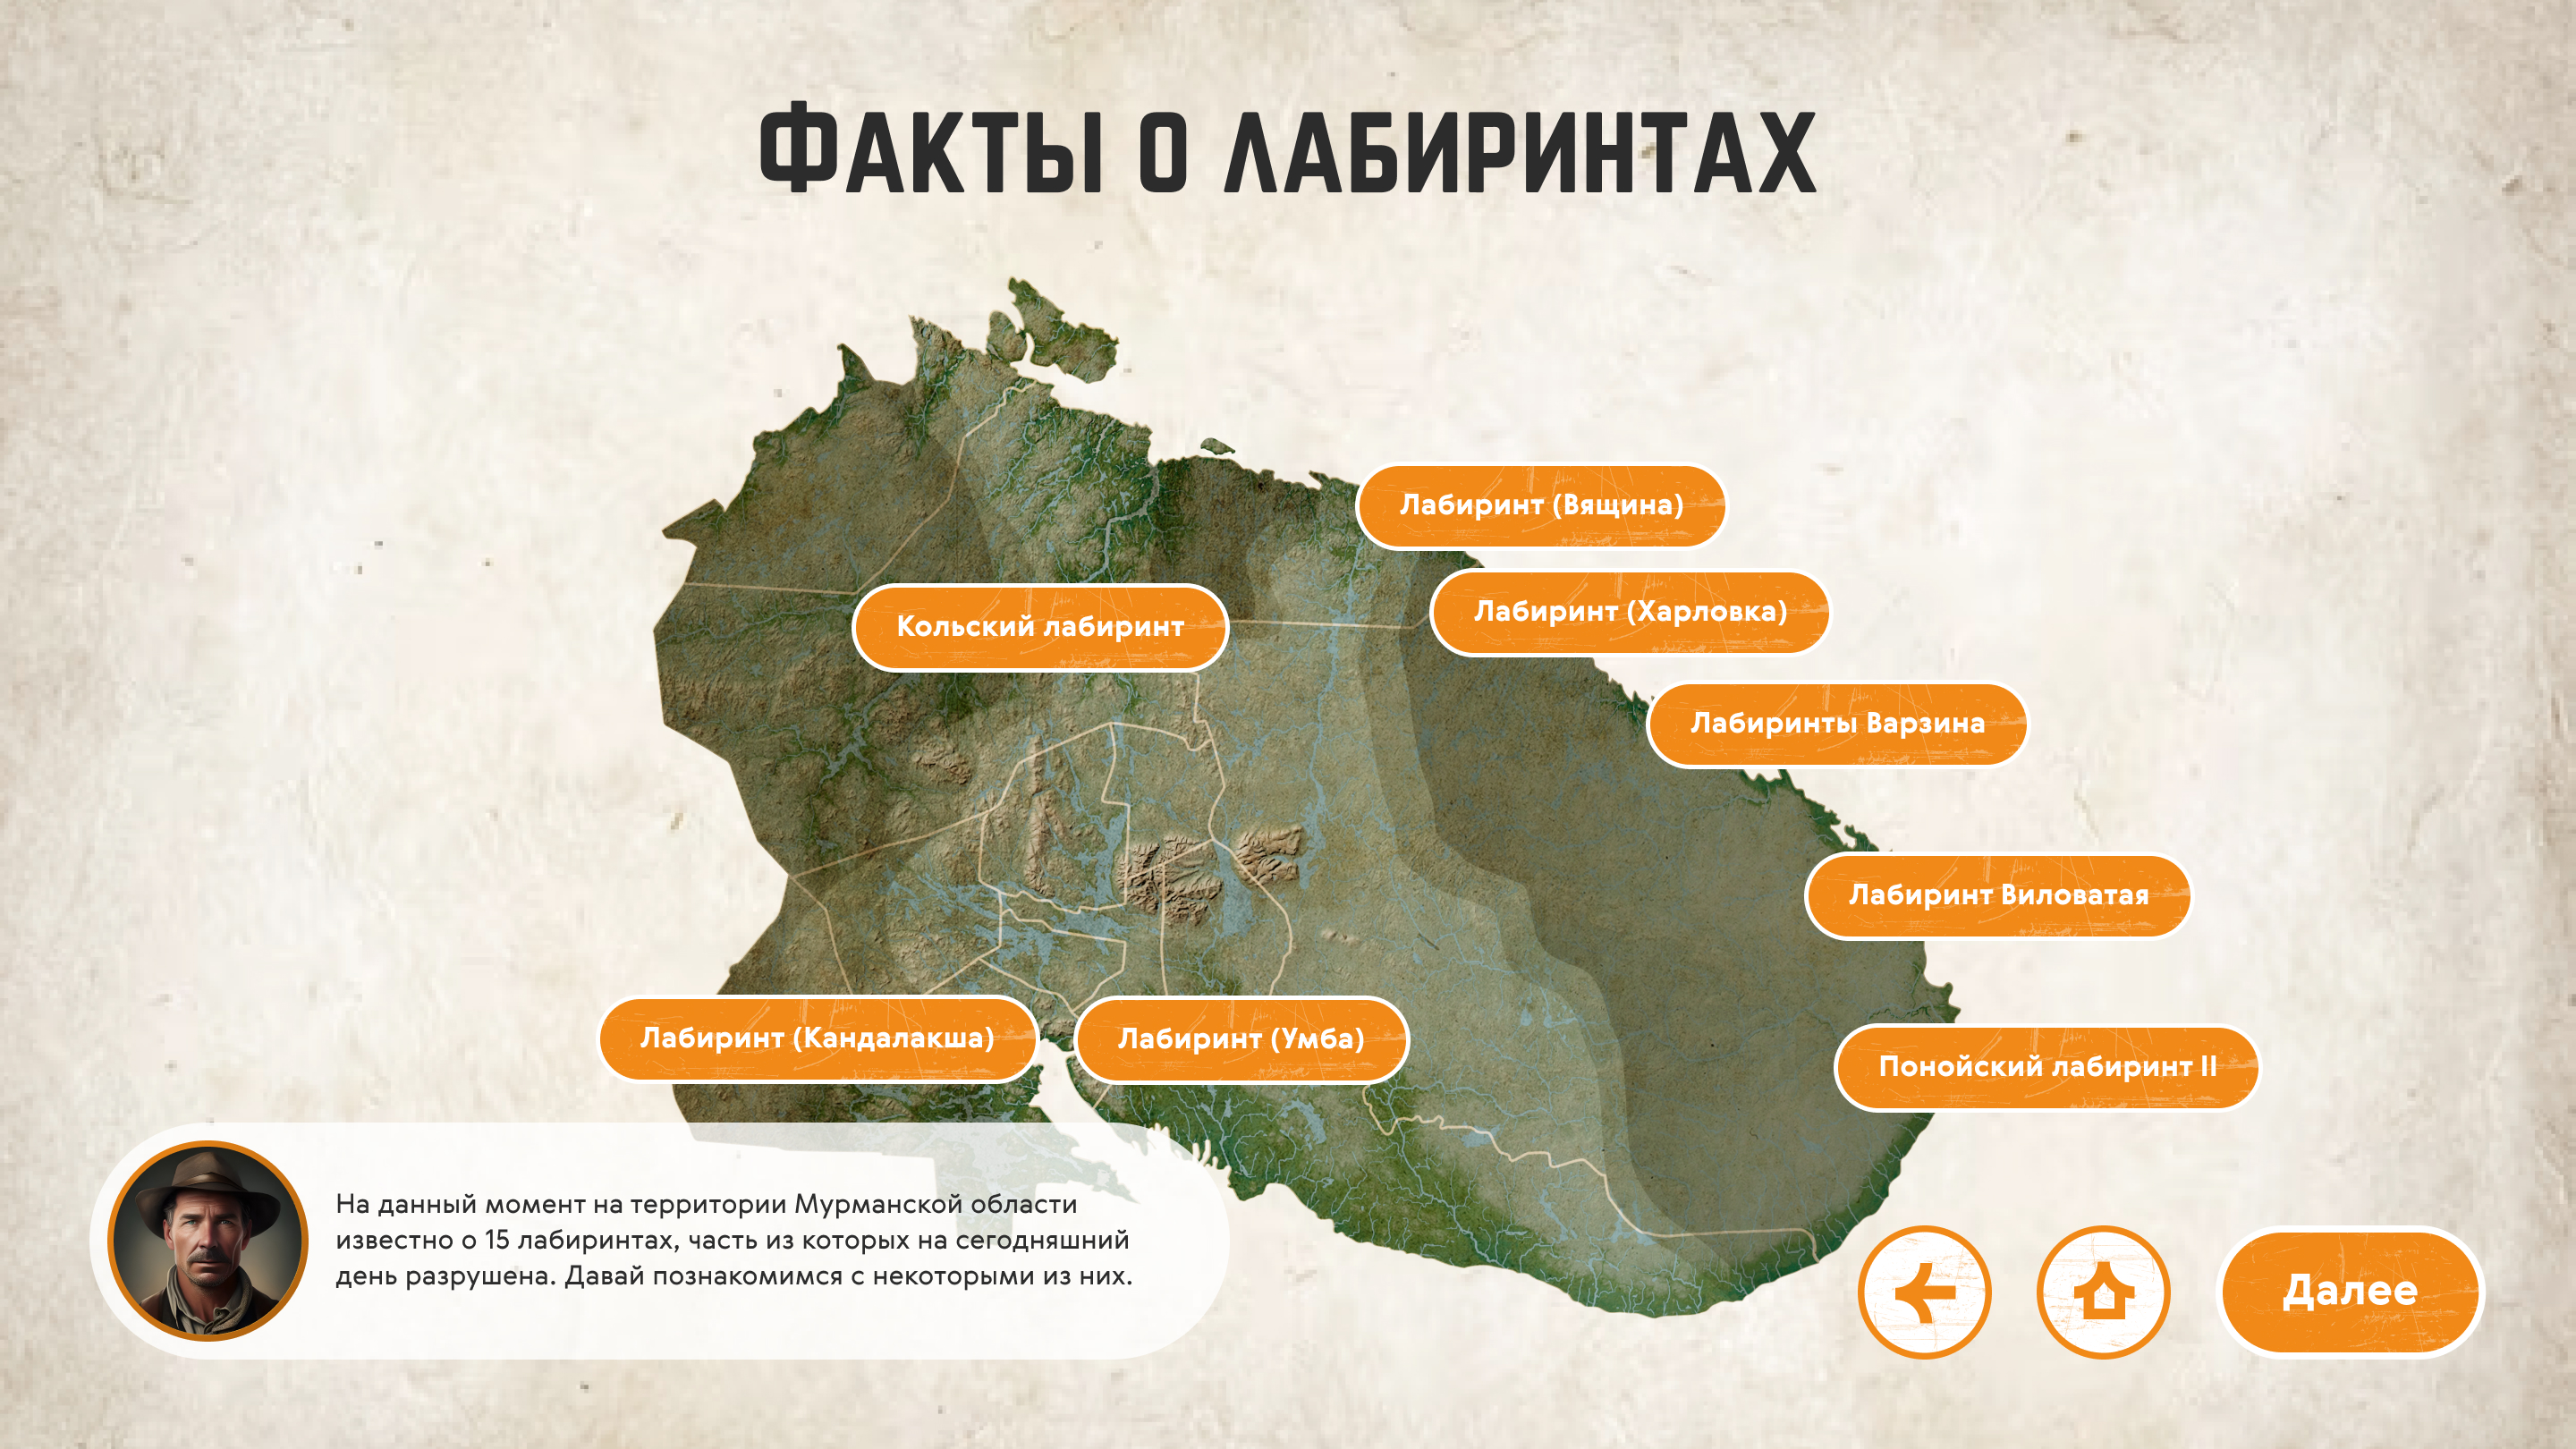 ФАКТЫ О ЛАБИРИНТАХ
Лабиринт (Вящина)
Лабиринт (Харловка)
Кольский лабиринт
Лабиринты Варзина
Лабиринт Виловатая
Лабиринт (Кандалакша)
Лабиринт (Умба)
Понойский лабиринт II
На данный момент на территории Мурманской области
известно о 15 лабиринтах, часть из которых на сегодняшний
день разрушена. Давай познакомимся с некоторыми из них.
Далее